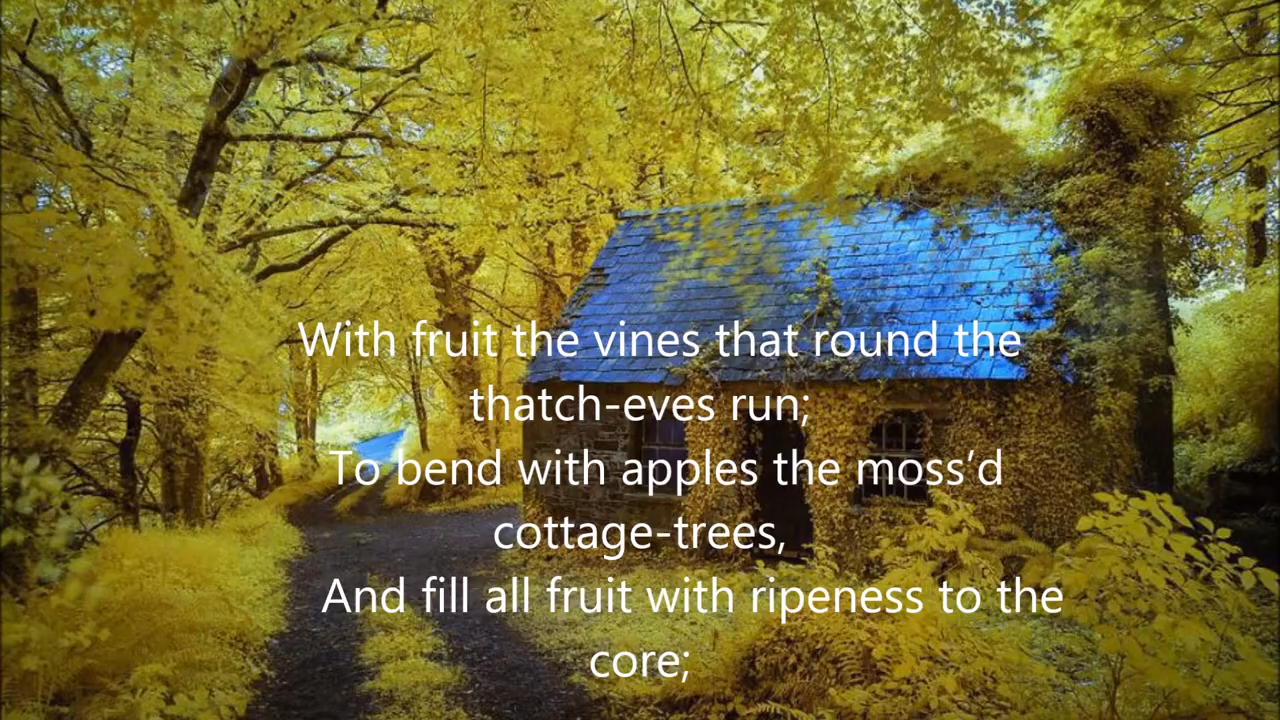 With fruit the vines that round the
thatch-eves run;
To bend with apples the moss’d
cottage-trees,
And fill all fruit with ripeness to the
core;